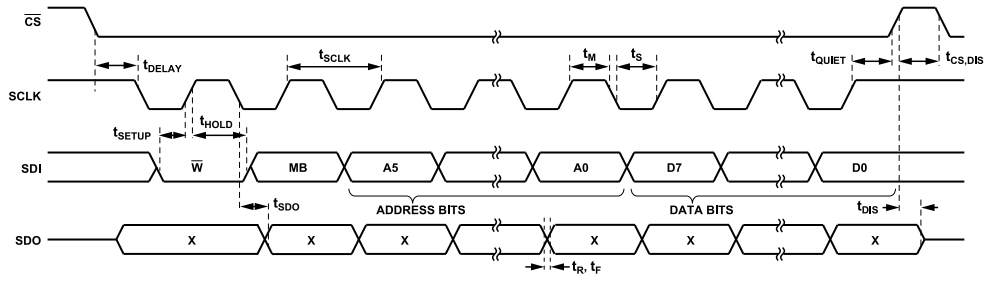 CS
tDELAY
tSCLK
tM
tS
tQUIET
tCS,DIS
SCLK
tSETUP
tHOLD
SDI
W
MB
A5
A0
D7
D0
tSDO
ADDRESS BITS
DATA BITS
tDIS
SDO
X
X
X
X
X
X
tR, tF